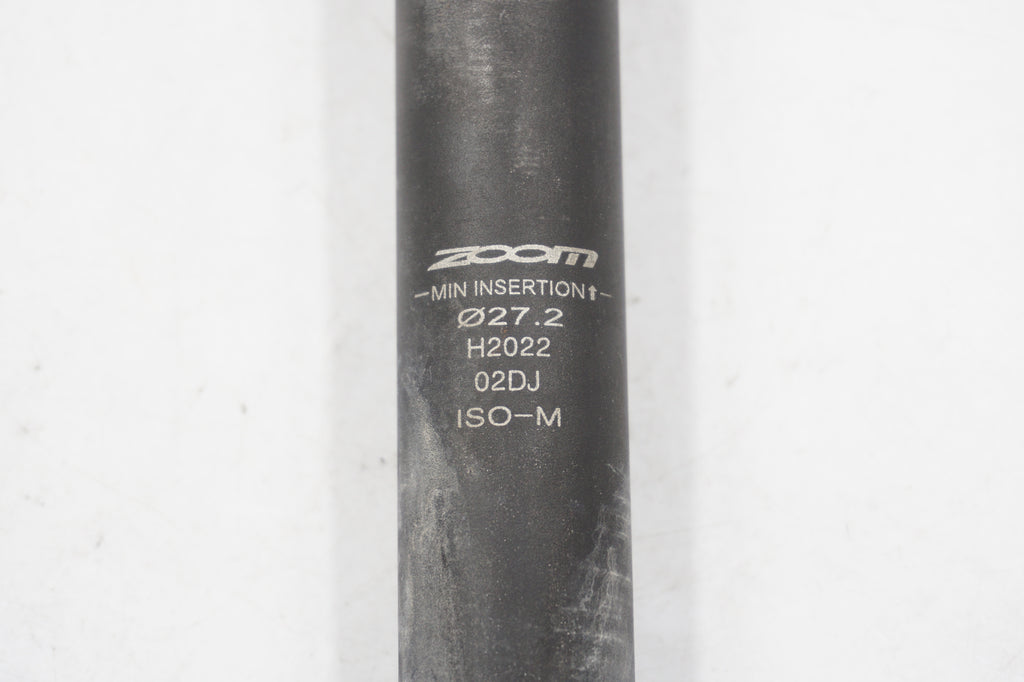 ZOOM
—MIN INSERTION↑—
Ø27.2
H2022
02DJ
ISO-M